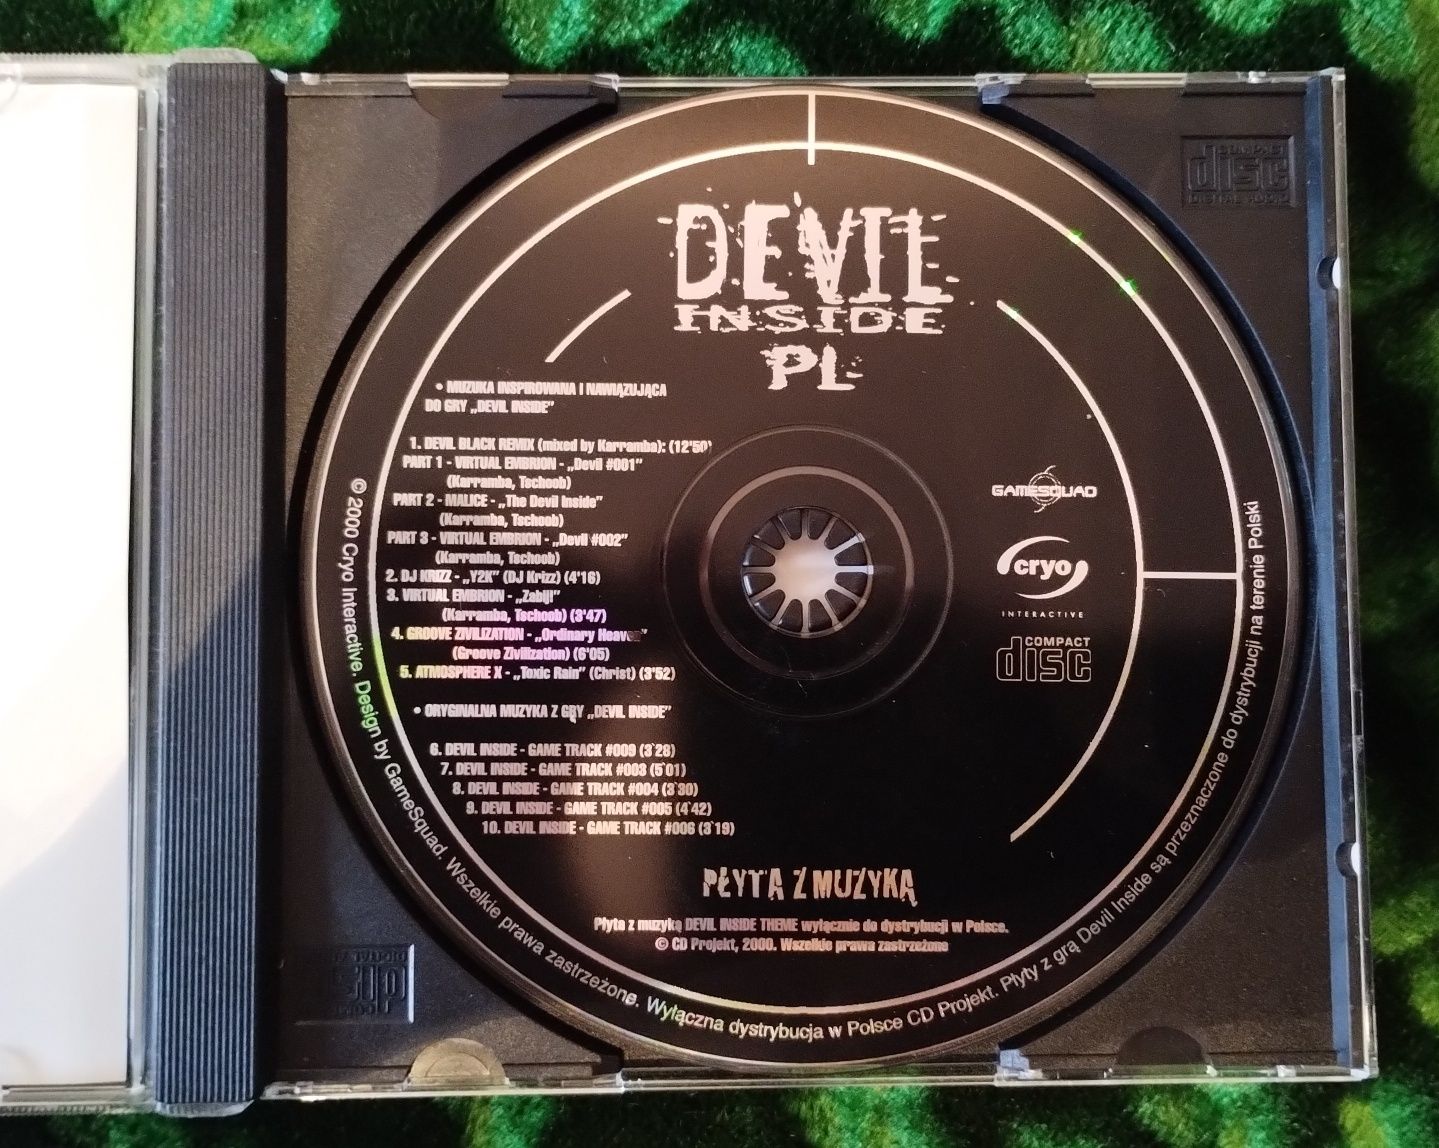 DEVIL
INSIDE
PL
• MUZUKA INSPIROWANA I NAWIĄZUJĄCA
DO GRY „DEVIL INSIDE”
1. DEVIL BLACK REMIX (mixed by Karramba): (12'50)
PART 1 - VIRTUAL EMBRION - „Devil #001”
(Karramba, Tschoob)
PART 2 - MALICE - „The Devil Inside”
(Karramba, Tschoob)
PART 3 - VIRTUAL EMBRION - „Devil #002”
(Karramba, Tschoob)
2. DJ KRIZZ - „Y2K” (DJ Krizz) (4'16)
3. VIRTUAL EMBRION - „Zabij!”
(Karramba, Tschoob) (3'47)
4. GROOVE ZIVILIZATION - „Ordinary Heaven”
(Groove Zivilization) (6'05)
5. ATMOSPHERE X - „Toxic Rain” (Christ) (3'52)
• ORYGINALNA MUZYKA Z GRY „DEVIL INSIDE”
6. DEVIL INSIDE - GAME TRACK #009 (3'28)
7. DEVIL INSIDE - GAME TRACK #003 (5'01)
8. DEVIL INSIDE - GAME TRACK #004 (3'30)
9. DEVIL INSIDE - GAME TRACK #005 (4'42)
10. DEVIL INSIDE - GAME TRACK #006 (3'19)
GAMESQUAD
cryo
INTERACTIVE
COMPACT
disc
PŁYTA Z MUZYKĄ
Płyta z muzyką DEVIL INSIDE THEME wyłącznie do dystrybucji w Polsce.
© CD Projekt, 2000. Wszelkie prawa zastrzeżone
© 2000 Cryo Interactive. Design by GameSquad. Wszelkie prawa zastrzeżone. Wyłączna dystrybucja w Polsce CD Projekt. Płyty z grą Devil Inside są przeznaczone do dystrybucji na terenie Polski
COMPACT
disc
DIGITAL AUDIO